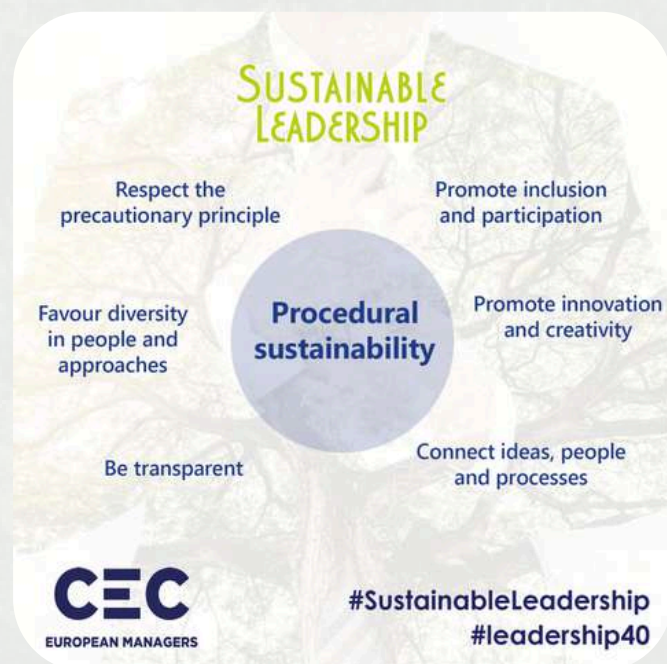 SUSTAINABLE
LEADERSHIP
Respect the
precautionary principle
Promote inclusion
and participation
Favour diversity
in people and
approaches
Procedural
sustainability
Promote innovation
and creativity
Be transparent
Connect ideas, people
and processes
CEC
EUROPEAN MANAGERS
#SustainableLeadership
#leadership40